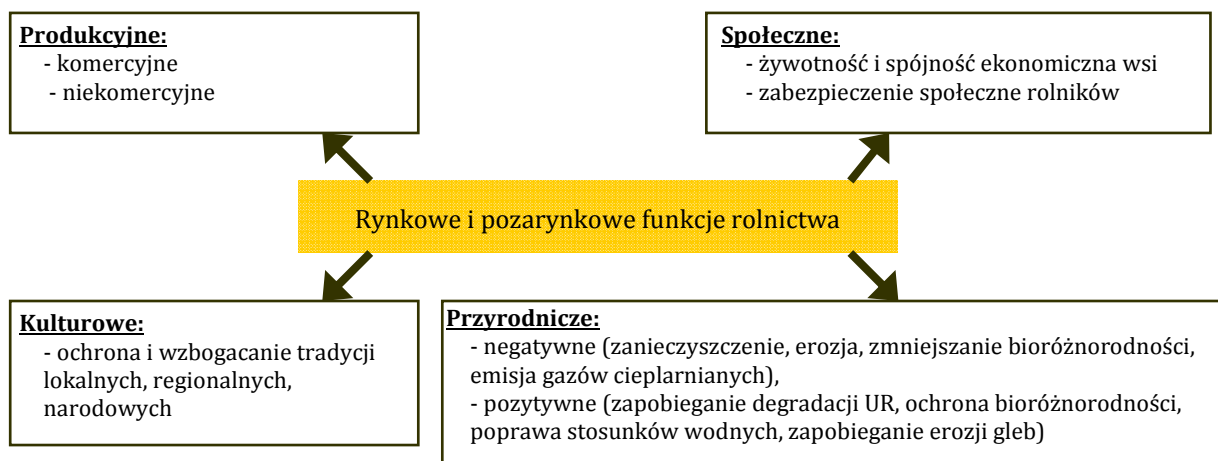 Produkcyjne:
- komercyjne
- niekomercyjne
Społeczne:
- żywotność i spójność ekonomiczna wsi
- zabezpieczenie społeczne rolników
Rynkowe i pozarynkowe funkcje rolnictwa
Kulturowe:
- ochrona i wzbogacanie tradycji
lokalnych, regionalnych,
narodowych
Przyrodnicze:
- negatywne (zanieczyszczenie, erozja, zmniejszanie bioróżnorodności,
emisja gazów cieplarnianych),
- pozytywne (zapobieganie degradacji UR, ochrona bioróżnorodności,
poprawa stosunków wodnych, zapobieganie erozji gleb)